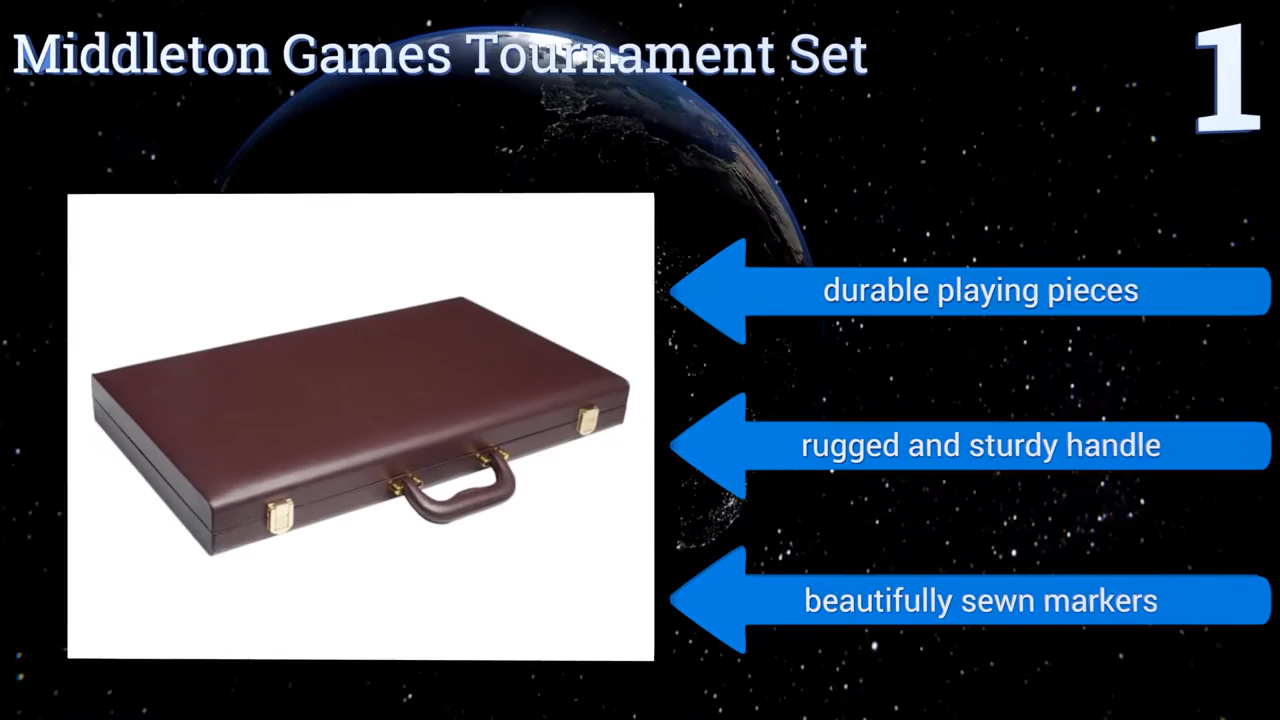 Middleton Games Tournament Set
1
durable playing pieces
rugged and sturdy handle
beautifully sewn markers